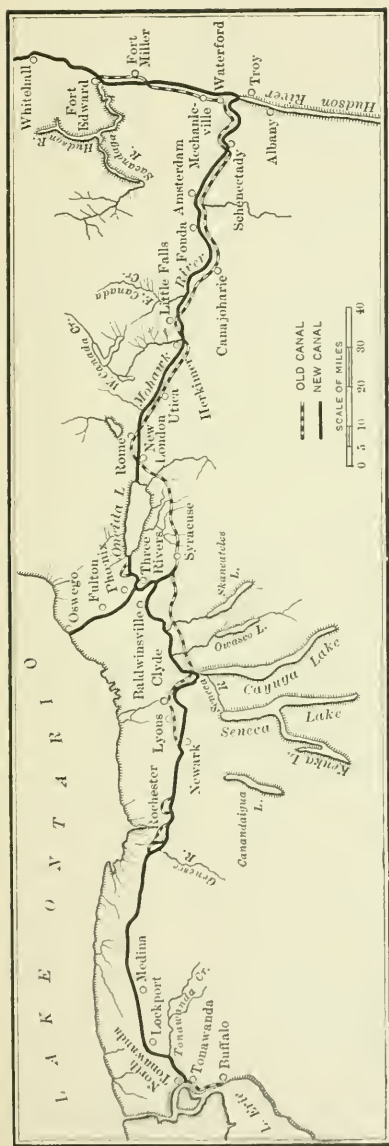 LAKE ONTARIO
Whitehall
Fort
Edward
Fort
Miller
Hudson R.
Sacandaga
R.
Mechanic-
ville
Waterford
Troy
Hudson
River
Albany
Schenectady
Amsterdam
Fonda
Canajoharie
Mohawk
River
E. Canada
Cr.
W. Canada Cr.
Little Falls
Herkimer
Utica
Rome
New
London
Oneida L.
Oswego
Fulton
Phoenix
Three
Rivers
Syracuse
Baldwinsville
Skaneateles
L.
Owasco L.
Clyde
Lyons
Newark
Seneca
R.
Cayuga
Lake
Seneca
Lake
Keuka L.
Canandaigua
L.
Rochester
Genesee
R.
Medina
Lockport
Tonawanda Cr.
North
Tonawanda
Tonawanda
Buffalo
L. Erie
OLD CANAL
NEW CANAL
SCALE OF MILES
0 10 20 30 40